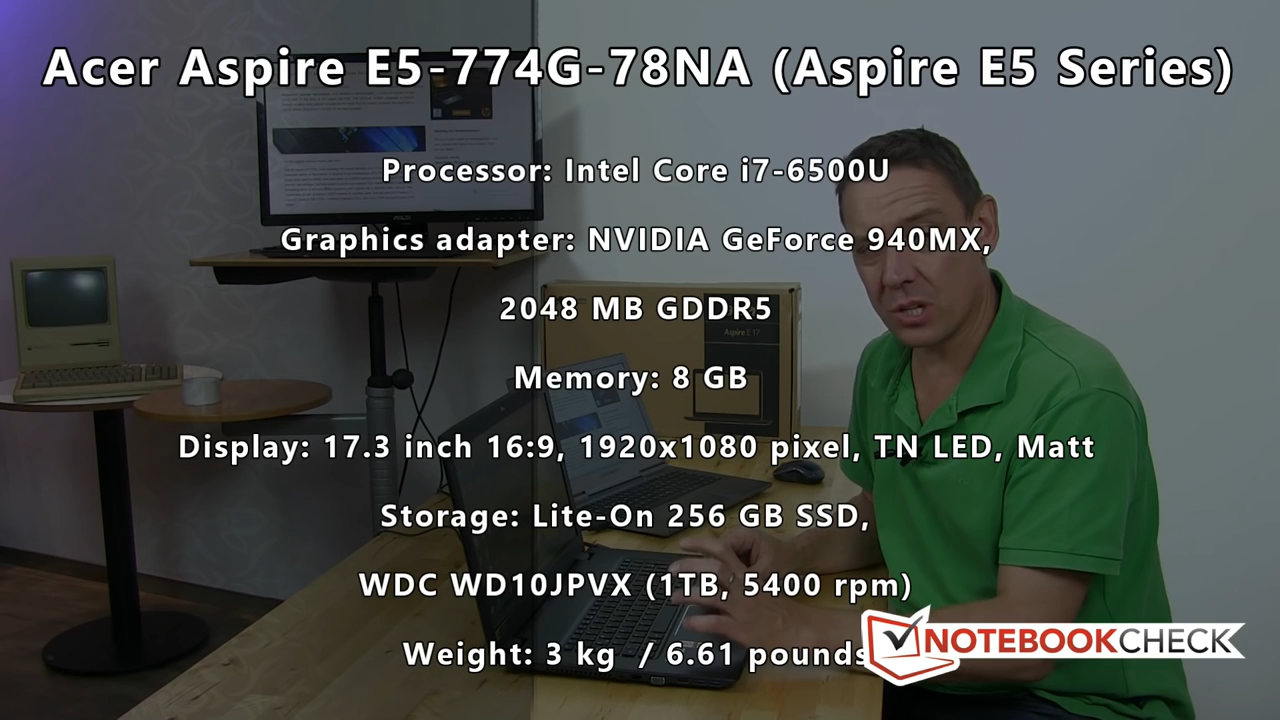 Acer Aspire E5-774G-78NA (Aspire E5 Series)
Processor: Intel Core i7-6500U
Graphics adapter: NVIDIA GeForce 940MX,
2048 MB GDDR5
Aspire E 17
Memory: 8 GB
Display: 17.3 inch 16:9, 1920x1080 pixel, TN LED, Matt
Storage: Lite-On 256 GB SSD,
WDC WD10JPVX (1TB, 5400 rpm)
Weight: 3 kg / 6.61 pounds
NOTEBOOKCHECK